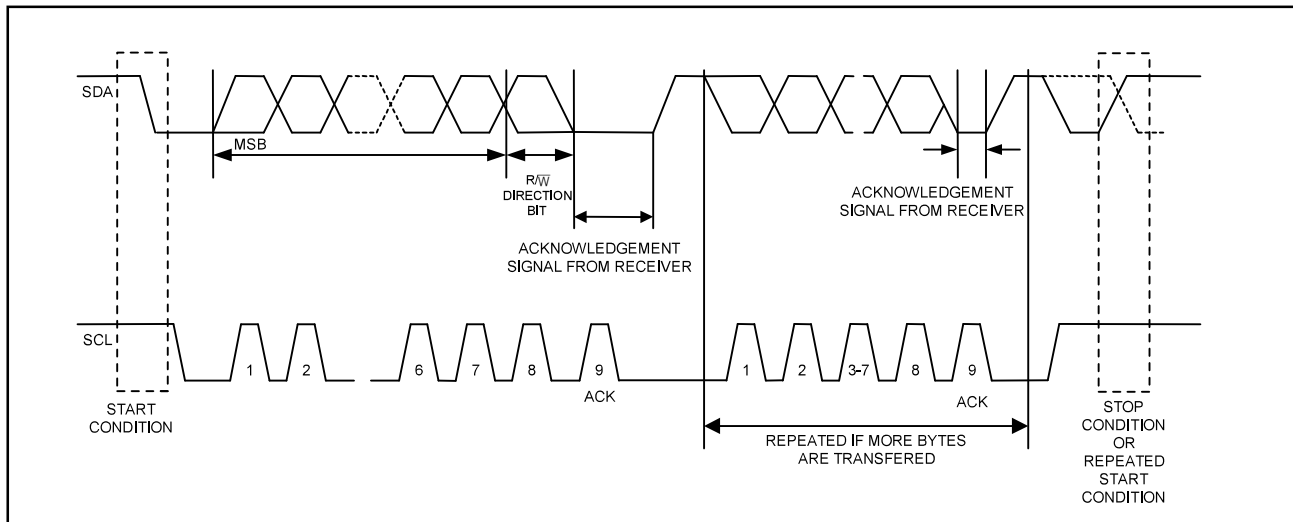 SDA
MSB
R/W̅
DIRECTION
BIT
ACKNOWLEDGEMENT
SIGNAL FROM RECEIVER
ACKNOWLEDGEMENT
SIGNAL FROM RECEIVER
SCL
1
2
6
7
8
9
1
2
3-7
8
9
ACK
ACK
START
CONDITION
REPEATED IF MORE BYTES
ARE TRANSFERED
STOP
CONDITION
OR
REPEATED
START
CONDITION